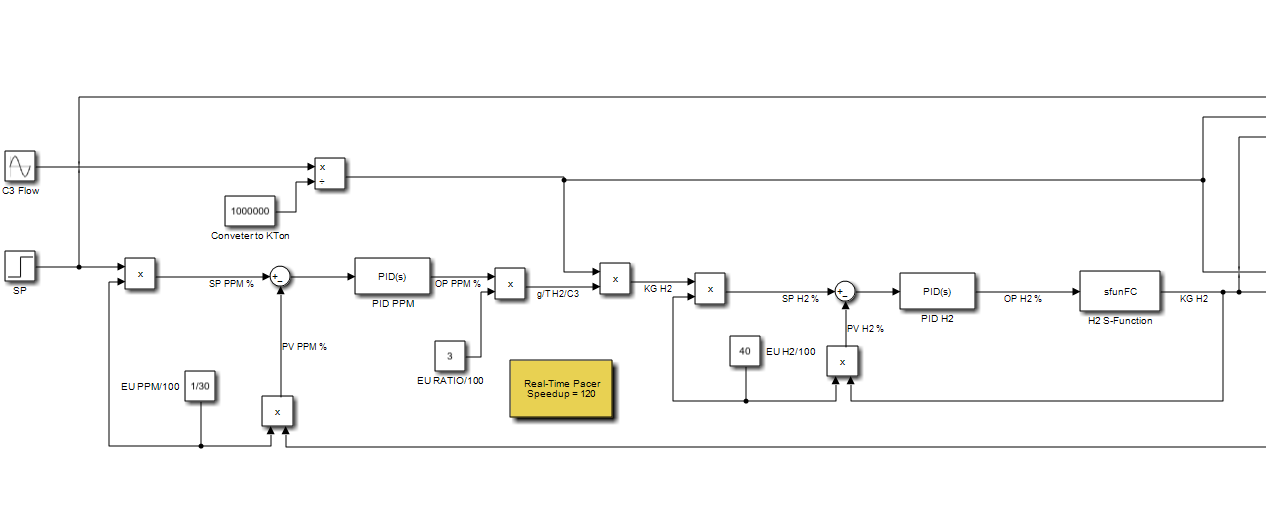 x
÷
C3 Flow
1000000
Conveter to KTon
SP
x
SP PPM %
+
-
PID(s)
PID PPM
OP PPM %
x
g/TH2/C3
x
KG H2
x
SP H2 %
+
-
PID(s)
PID H2
OP H2 %
sfunFC
H2 S-Function
KG H2
PV PPM %
PV H2 %
3
EU RATIO/100
40
EU H2/100
x
EU PPM/100
1/30
x
Real-Time Pacer
Speedup = 120